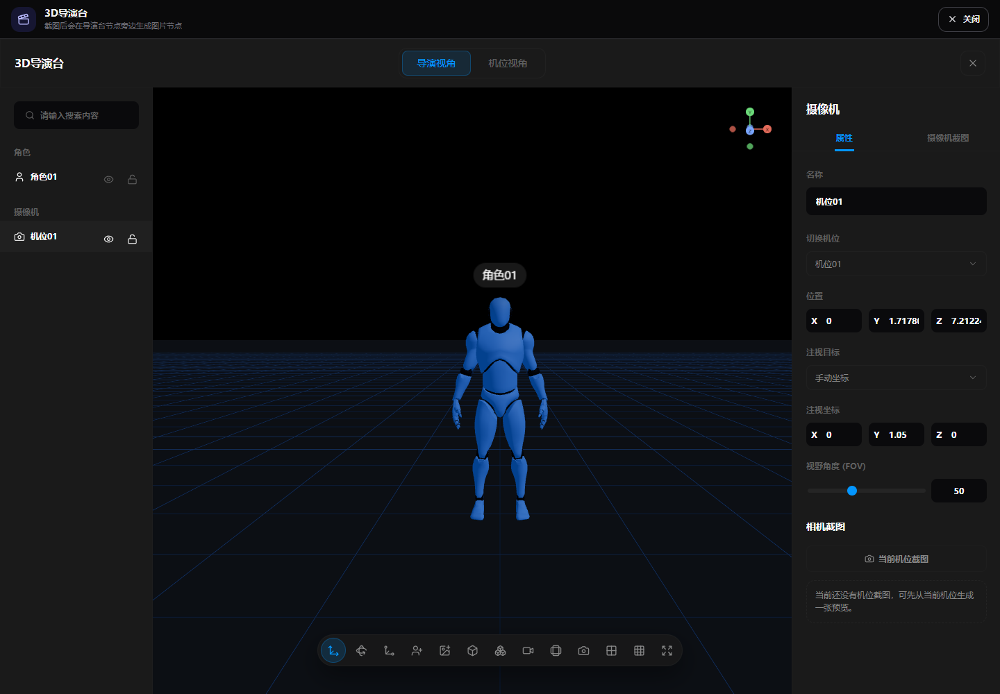 3D导演台
截图后会在导演台节点旁边生成图片节点
关闭
3D导演台
导演视角
机位视角
请输入搜索内容
角色
角色01
摄像机
机位01
角色01
Y
X
Z
摄像机
属性
摄像机截图
名称
机位01
切换机位
机位01
位置
X 0
Y 1.7178
Z 7.2122
注视目标
手动坐标
注视坐标
X 0
Y 1.05
Z 0
视野角度 (FOV)
50
相机截图
当前机位截图
当前还没有机位截图，可先从当前机位生成
一张预览。